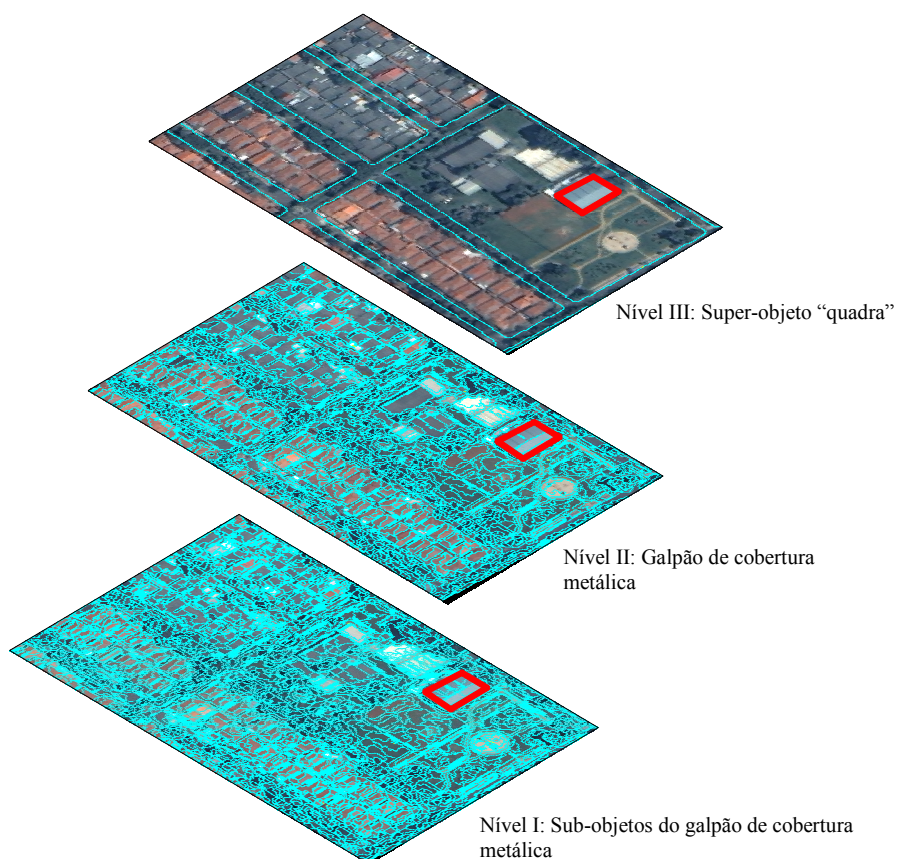 Nível III: Super-objeto “quadra”
Nível II: Galpão de cobertura
metálica
Nível I: Sub-objetos do galpão de cobertura
metálica